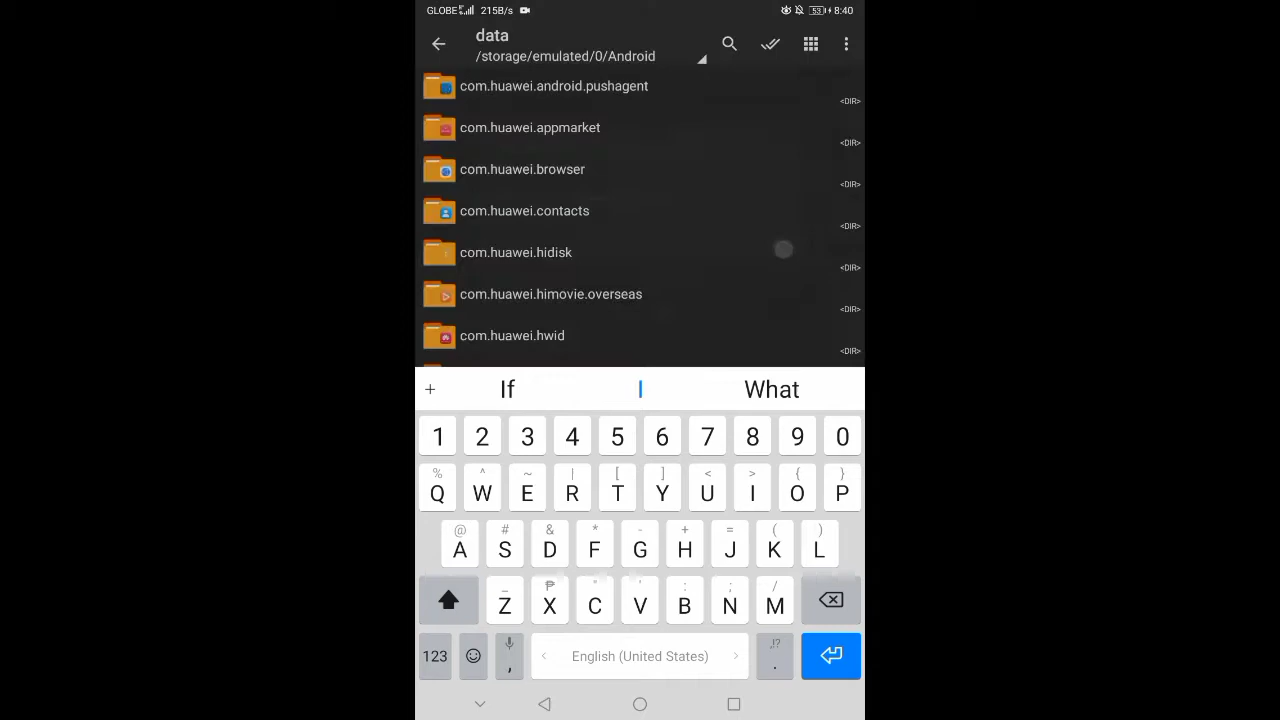 GLOBE 215B/s 53 8:40
data
/storage/emulated/0/Android
com.huawei.android.pushagent
<DIR>
com.huawei.appmarket
<DIR>
com.huawei.browser
<DIR>
com.huawei.contacts
<DIR>
com.huawei.hidisk
<DIR>
com.huawei.himovie.overseas
<DIR>
com.huawei.hwid
<DIR>
+ If I What
1 2 3 4 5 6 7 8 9 0
% ^ ~ | [ ] < > { }
Q W E R T Y U I O P
@ # & * - + = ( )
A S D F G H J K L
_ ₱ " ' : ; /
Z X C V B N M
,!?
123 , < English (United States) > .